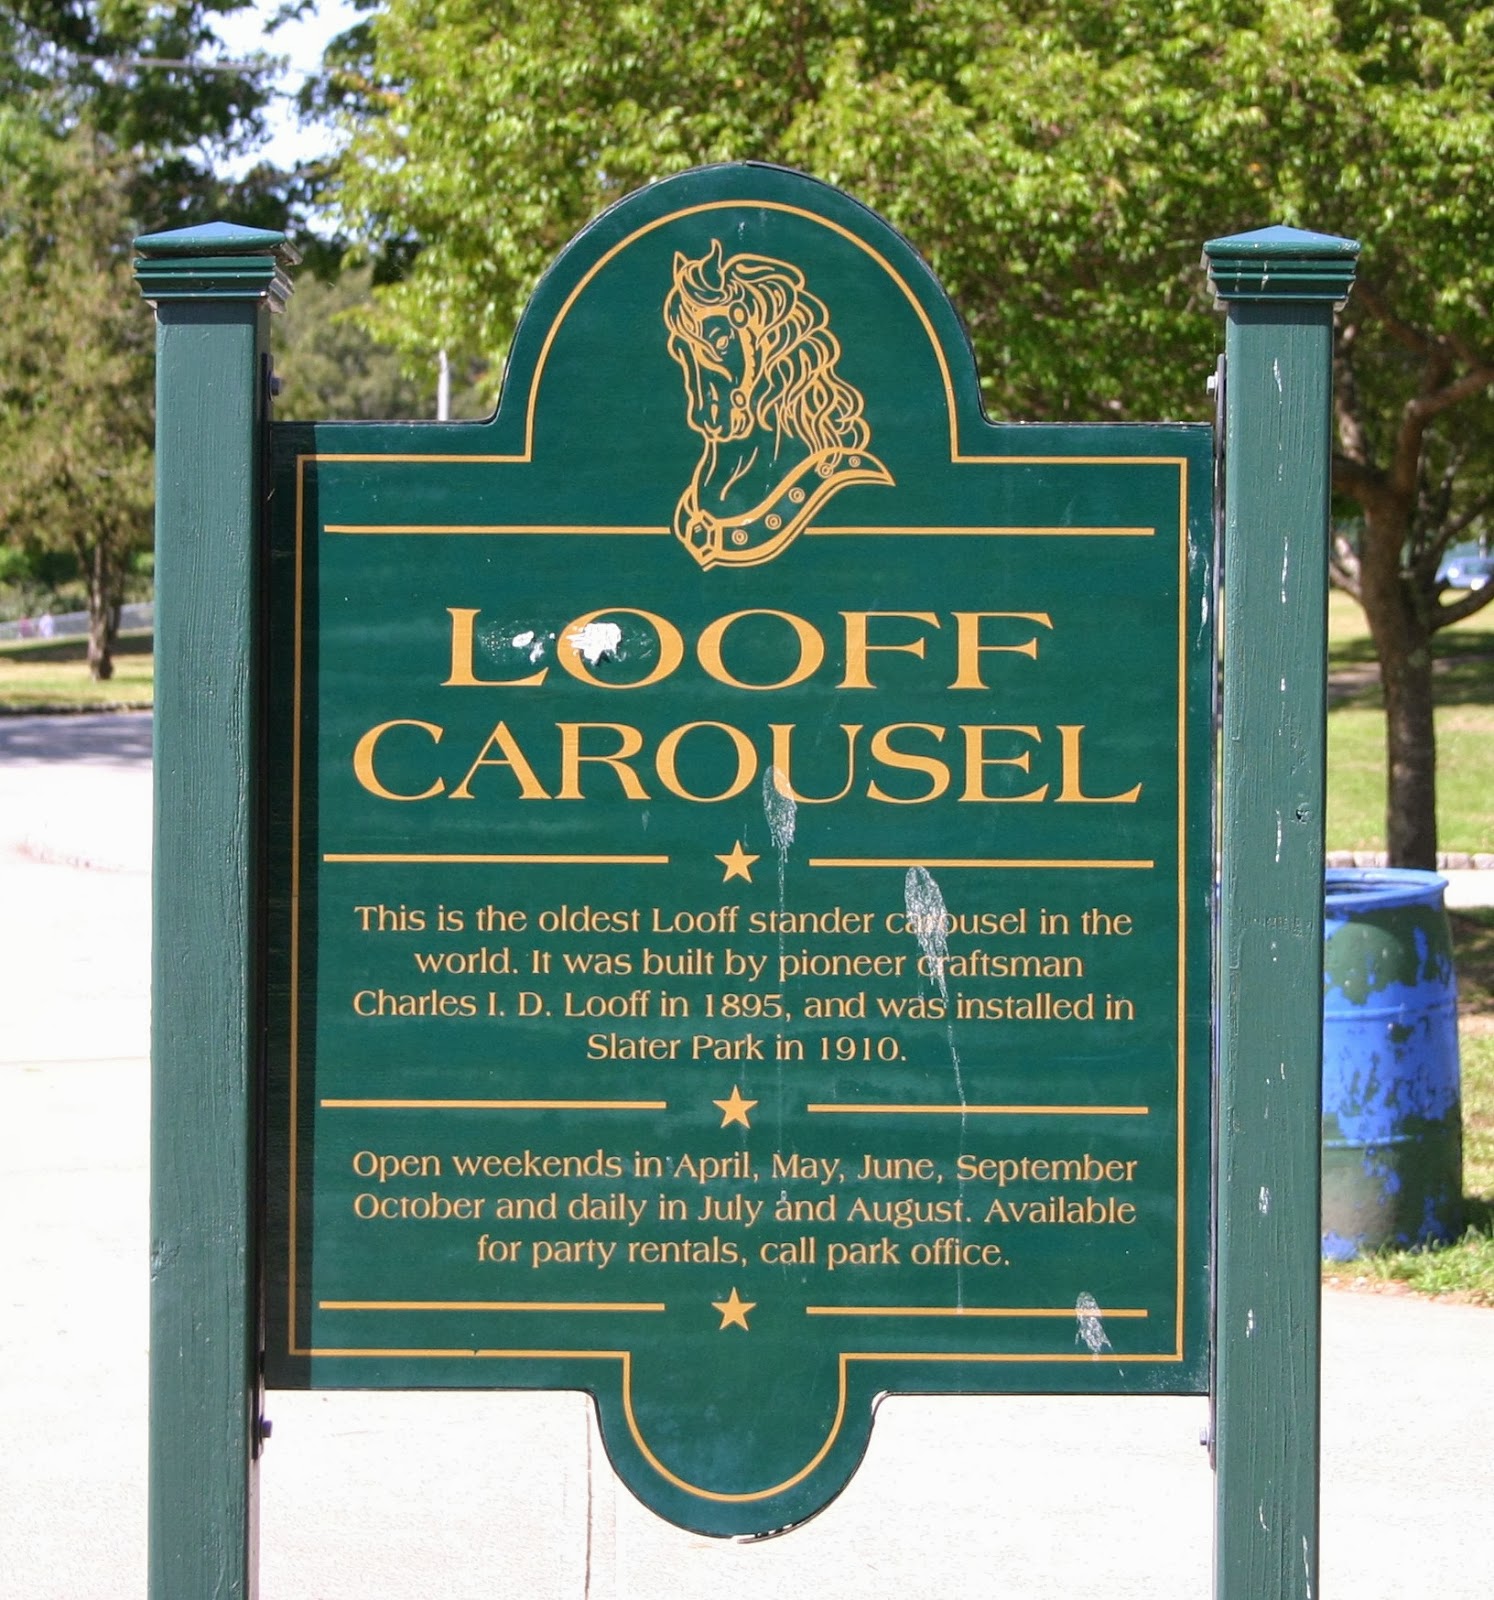 LOOFF
CAROUSEL
This is the oldest Looff stander carousel in the
world. It was built by pioneer craftsman
Charles I. D. Looff in 1895, and was installed in
Slater Park in 1910.
Open weekends in April, May, June, September
October and daily in July and August. Available
for party rentals, call park office.